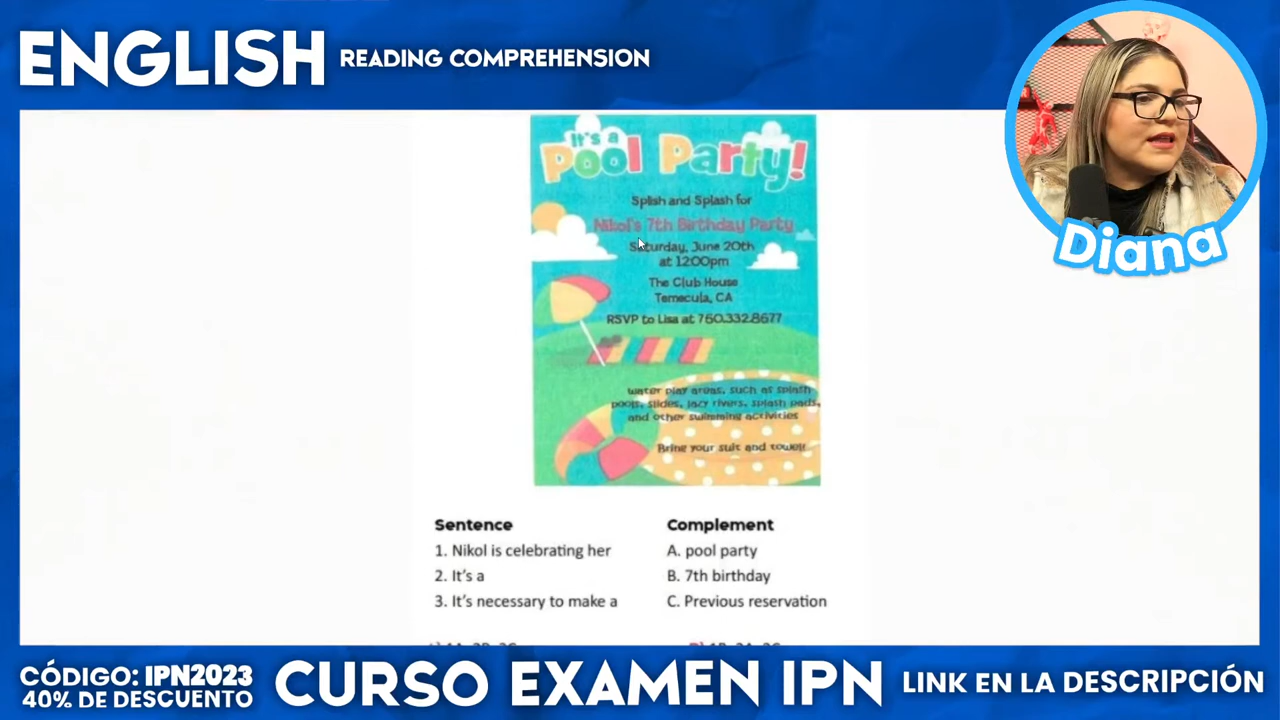 ENGLISH READING COMPREHENSION
It's a
Pool Party!
Splish and Splash for
Nikol's 7th Birthday Party
Saturday, June 20th
at 12:00pm
The Club House
Temecula, CA
RSVP to Lisa at 760.332.8677
water play areas, such as splash
pools, slides, lazy rivers, splash pads,
and other swimming activities
Bring your suit and towel!
Sentence
1. Nikol is celebrating her
2. It's a
3. It's necessary to make a
Complement
A. pool party
B. 7th birthday
C. Previous reservation
Diana
CÓDIGO: IPN2023
40% DE DESCUENTO
CURSO EXAMEN IPN
LINK EN LA DESCRIPCIÓN